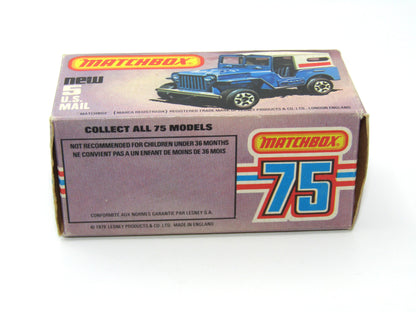 MATCHBOX
new
5
U.S.
MAIL
"MATCHBOX" (MARCA REGISTRADA) REGISTERED TRADE MARK OF LESNEY PRODUCTS & CO. LTD., LONDON ENGLAND
COLLECT ALL 75 MODELS
NOT RECOMMENDED FOR CHILDREN UNDER 36 MONTHS
NE CONVIENT PAS A UN ENFANT DE MOINS DE 36 MOIS
CONFORMITE AUX NORMES GARANTIE PAR LESNEY S.A.
LESNEY PRODUCTS & CO. LTD. MADE IN ENGLAND
MATCHBOX
75